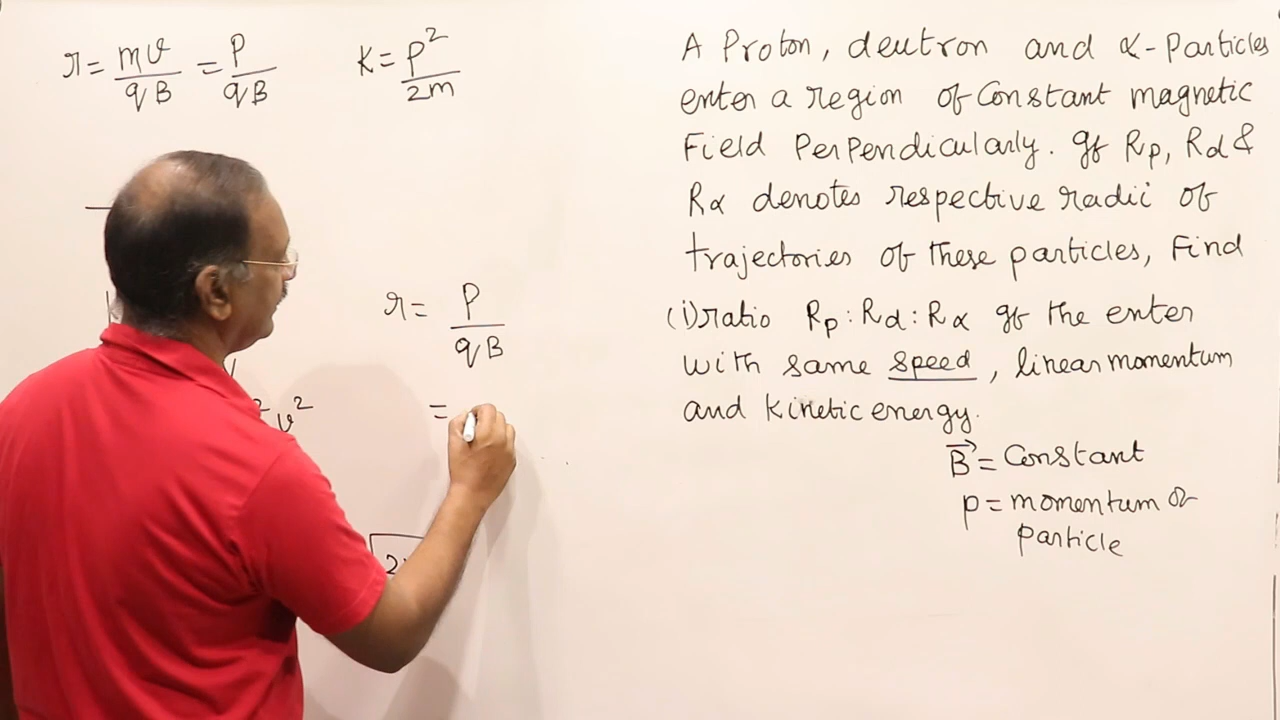 r = mv/qB = P/qB
K = P²/2m
r = P/qB
=
v²
A Proton, deutron and α-Particles
enter a region of Constant magnetic
Field Perpendicularly. If Rp, Rd &
Rα denotes respective radii of
trajectories of these particles, Find
(i) ratio Rp : Rd : Rα If the enter
with same speed, linear momentum
and Kinetic energy.
B⃗ = Constant
p = momentum of
particle